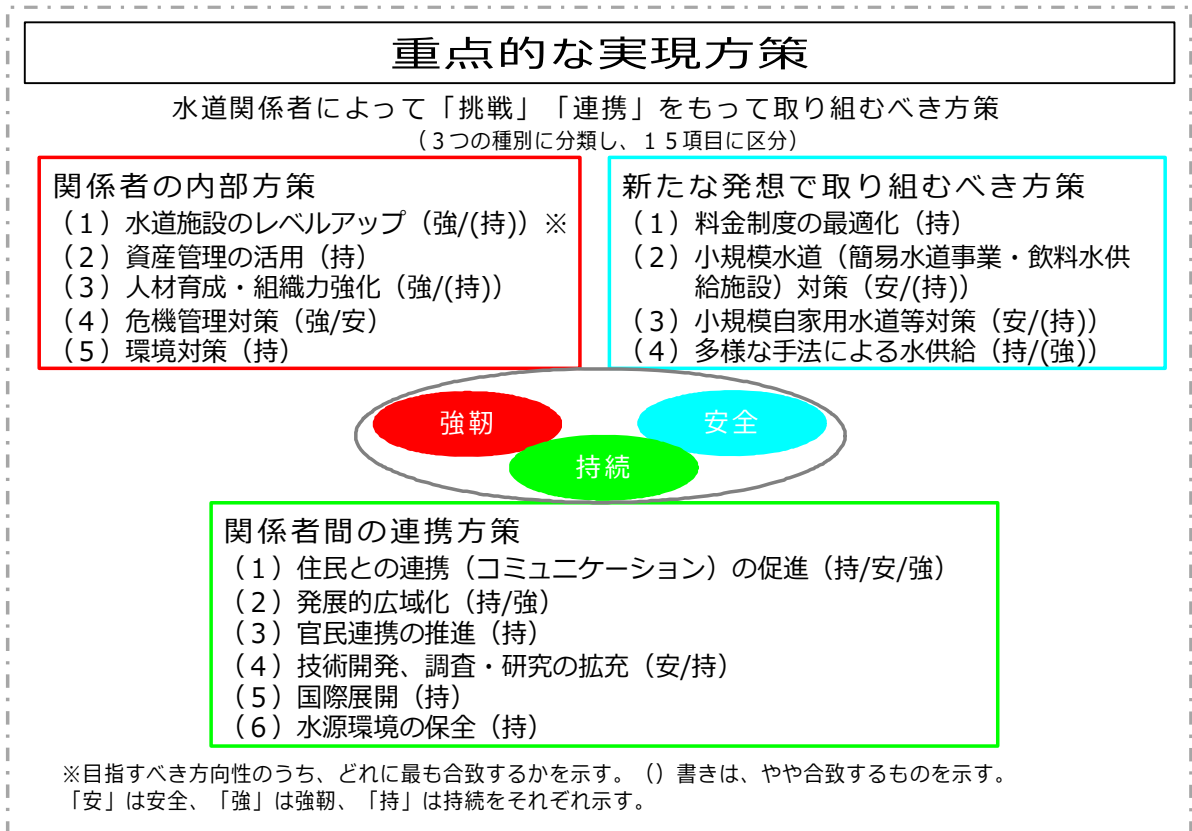 重点的な実現方策
水道関係者によって「挑戦」「連携」をもって取り組むべき方策
（３つの種別に分類し、１５項目に区分）
関係者の内部方策
（１）水道施設のレベルアップ（強/(持)）※
（２）資産管理の活用（持）
（３）人材育成・組織力強化（強/(持)）
（４）危機管理対策（強/安）
（５）環境対策（持）
新たな発想で取り組むべき方策
（１）料金制度の最適化（持）
（２）小規模水道（簡易水道事業・飲料水供
給施設）対策（安/(持)）
（３）小規模自家用水道等対策（安/(持)）
（４）多様な手法による水供給（持/(強)）
強靭
安全
持続
関係者間の連携方策
（１）住民との連携（コミュニケーション）の促進（持/安/強）
（２）発展的広域化（持/強）
（３）官民連携の推進（持）
（４）技術開発、調査・研究の拡充（安/持）
（５）国際展開（持）
（６）水源環境の保全（持）
※目指すべき方向性のうち、どれに最も合致するかを示す。（）書きは、やや合致するものを示す。
「安」は安全、「強」は強靭、「持」は持続をそれぞれ示す。